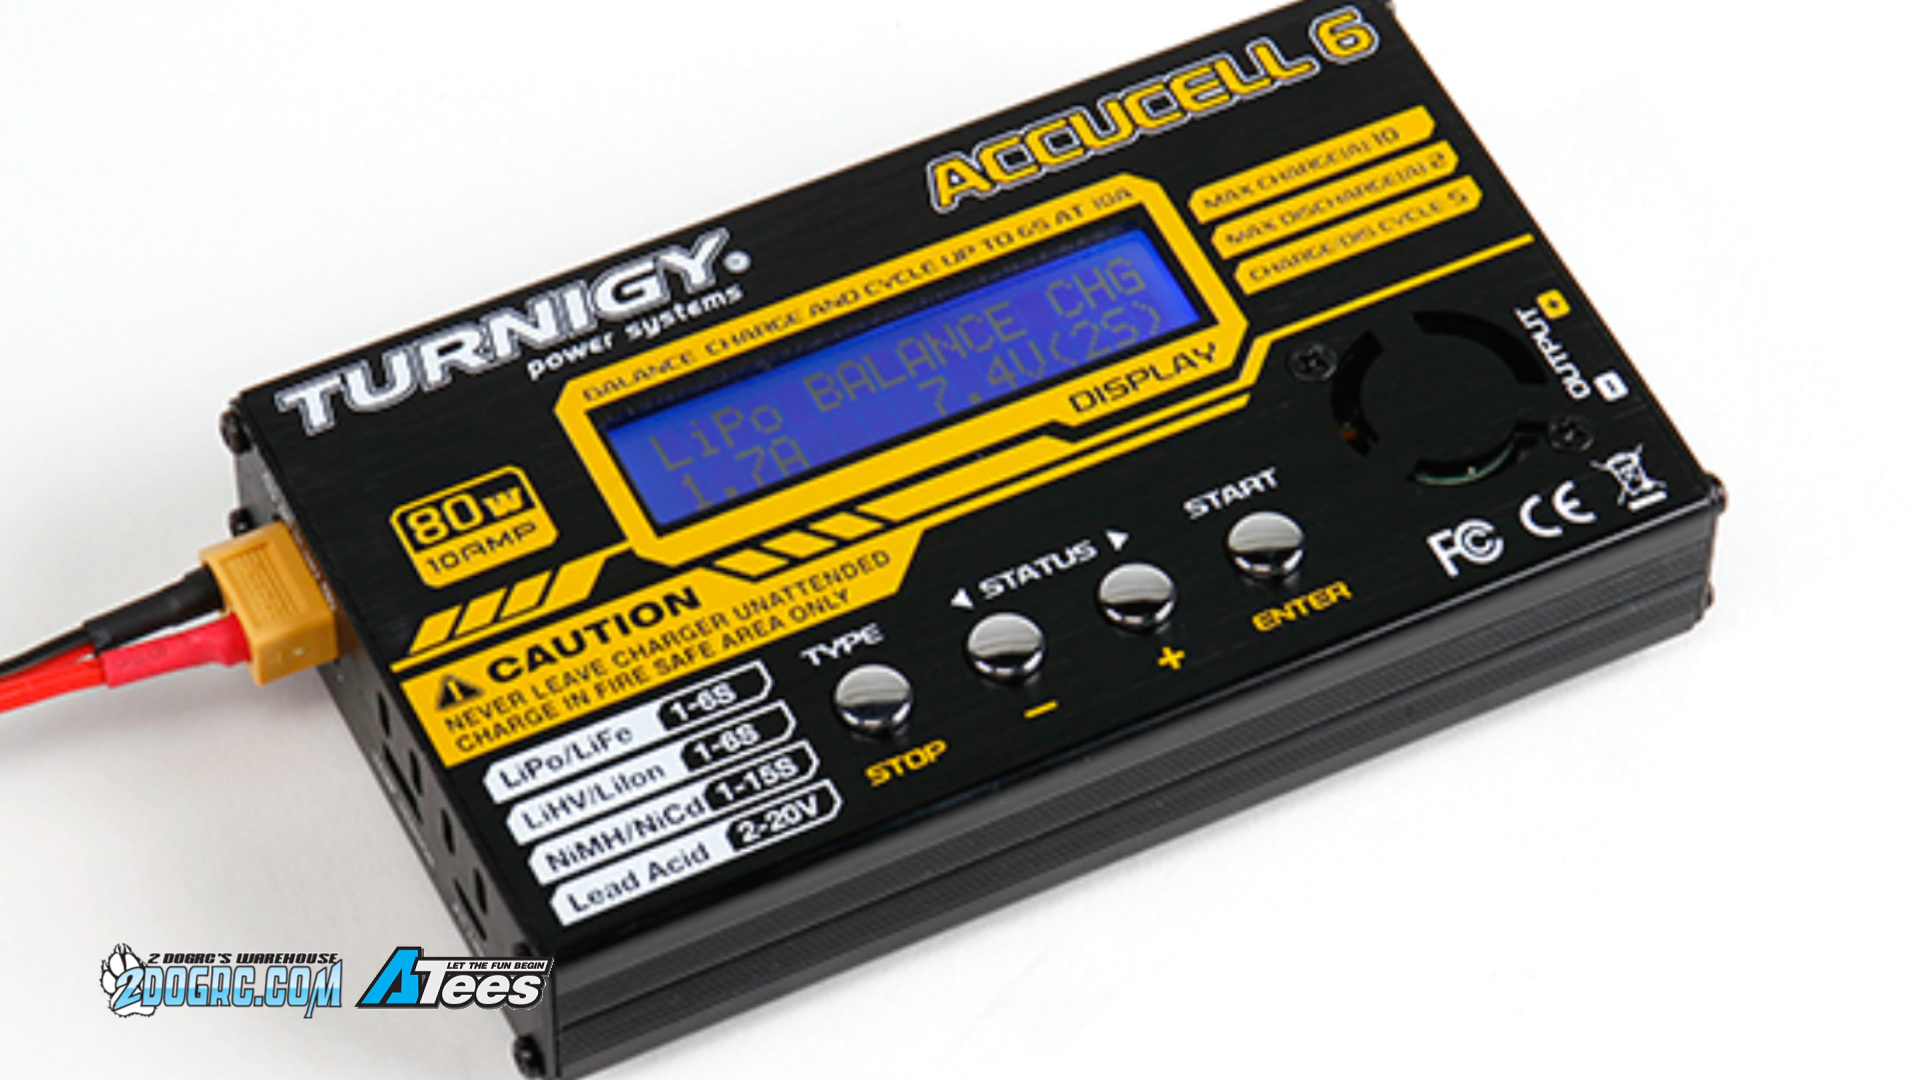 ACCUCELL 6
TURNIGY
power systems
MAX CHARGE(A) 10
MAX DISCHARGE(A) 2
CHARGE/DIS CYCLE 5
BALANCE CHARGE AND CYCLE UP TO 6S AT 10A
LiPo BALANCE CHG
1.7A 7.4V(2S)
DISPLAY
+ OUTPUT -
80W
10AMP
CAUTION
NEVER LEAVE CHARGER UNATTENDED
CHARGE IN FIRE SAFE AREA ONLY
TYPE
◀ STATUS ▶
START
STOP
-
+
ENTER
FC CE
LiPo/LiFe 1-6S
LiHV/LiIon 1-6S
NiMH/NiCd 1-15S
Lead Acid 2-20V
2 DOGRC'S WAREHOUSE
2DOGRC.COM
LET THE FUN BEGIN
ATees